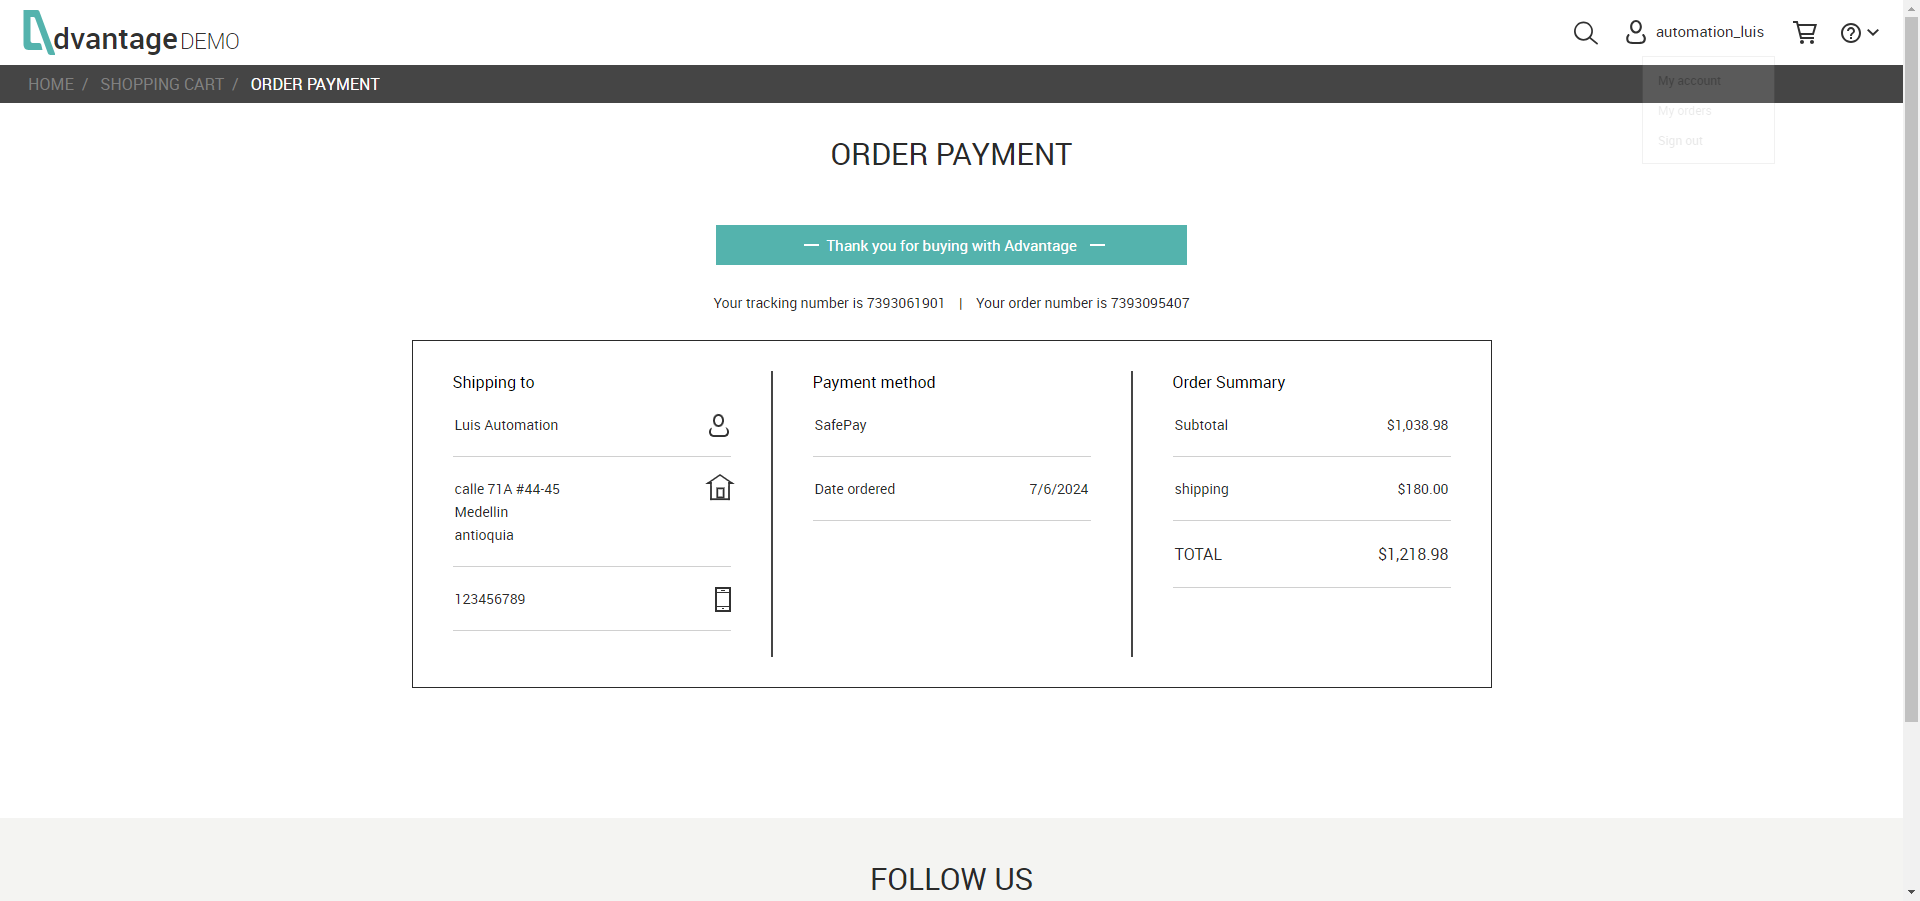 dvantage DEMO
automation_luis
HOME / SHOPPING CART / ORDER PAYMENT
My account
My orders
Sign out
ORDER PAYMENT
— Thank you for buying with Advantage —
Your tracking number is 7393061901 | Your order number is 7393095407
Shipping to
Luis Automation
calle 71A #44-45
Medellin
antioquia
123456789
Payment method
SafePay
Date ordered 7/6/2024
Order Summary
Subtotal $1,038.98
shipping $180.00
TOTAL $1,218.98
FOLLOW US